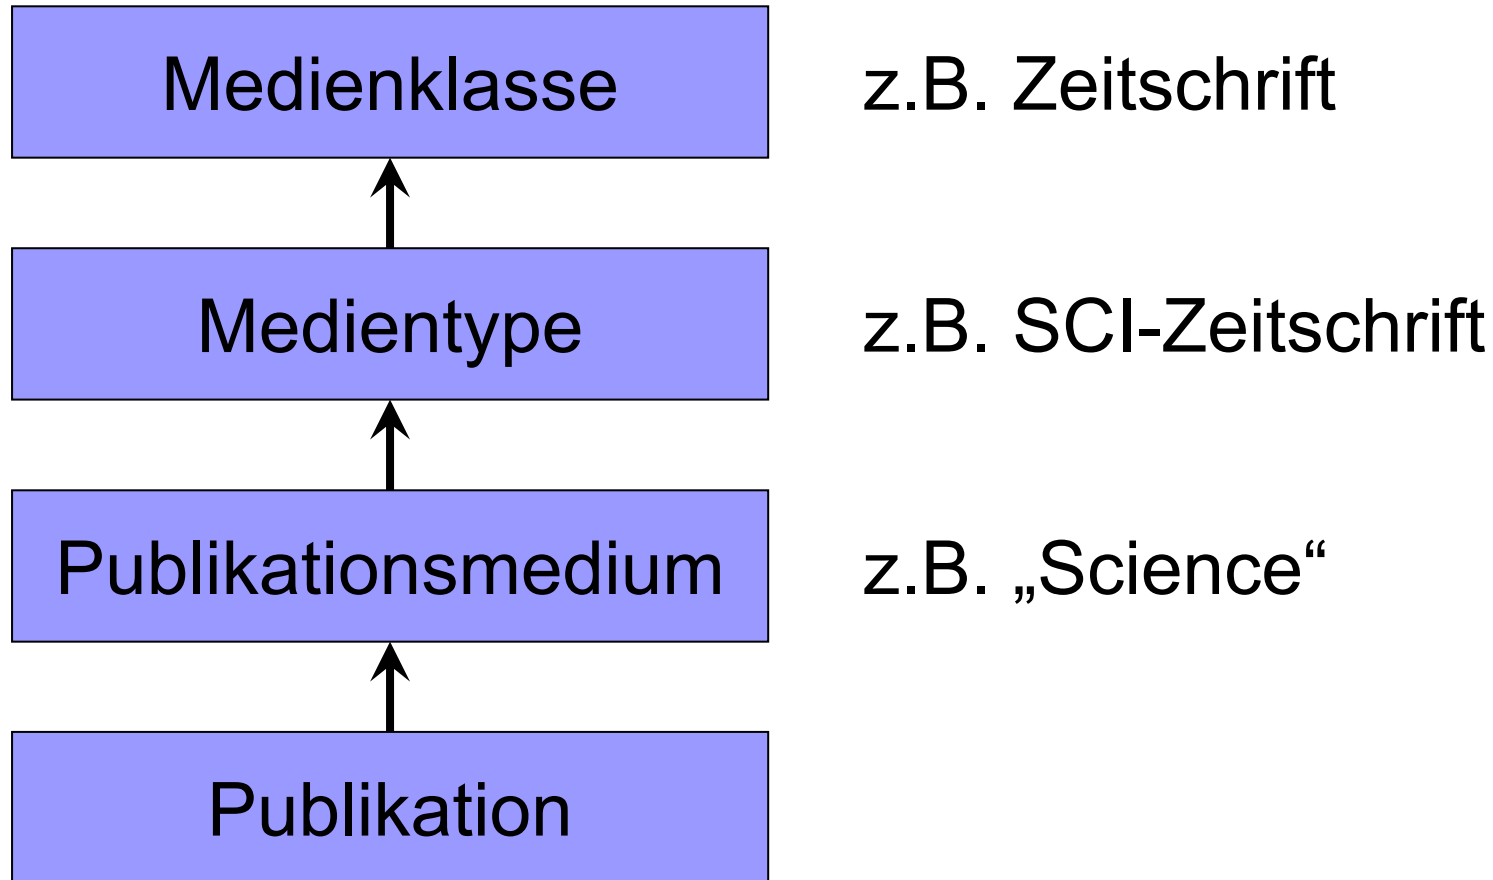 Medienklasse z.B. Zeitschrift
Medientype z.B. SCI-Zeitschrift
Publikationsmedium z.B. „Science“
Publikation